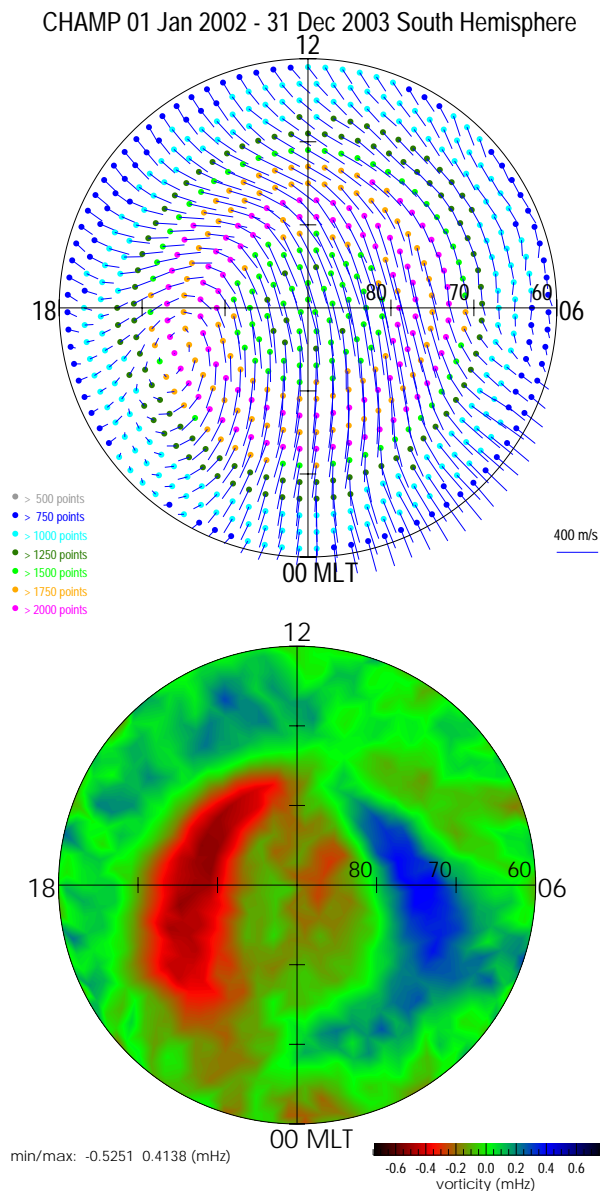 CHAMP 01 Jan 2002 - 31 Dec 2003 South Hemisphere
12
18 80 70 60 06
> 500 points
> 750 points
> 1000 points
> 1250 points
> 1500 points
> 1750 points
> 2000 points
400 m/s
00 MLT
12
18 80 70 60 06
00 MLT
min/max: -0.5251 0.4138 (mHz)
-0.6 -0.4 -0.2 0.0 0.2 0.4 0.6
vorticity (mHz)